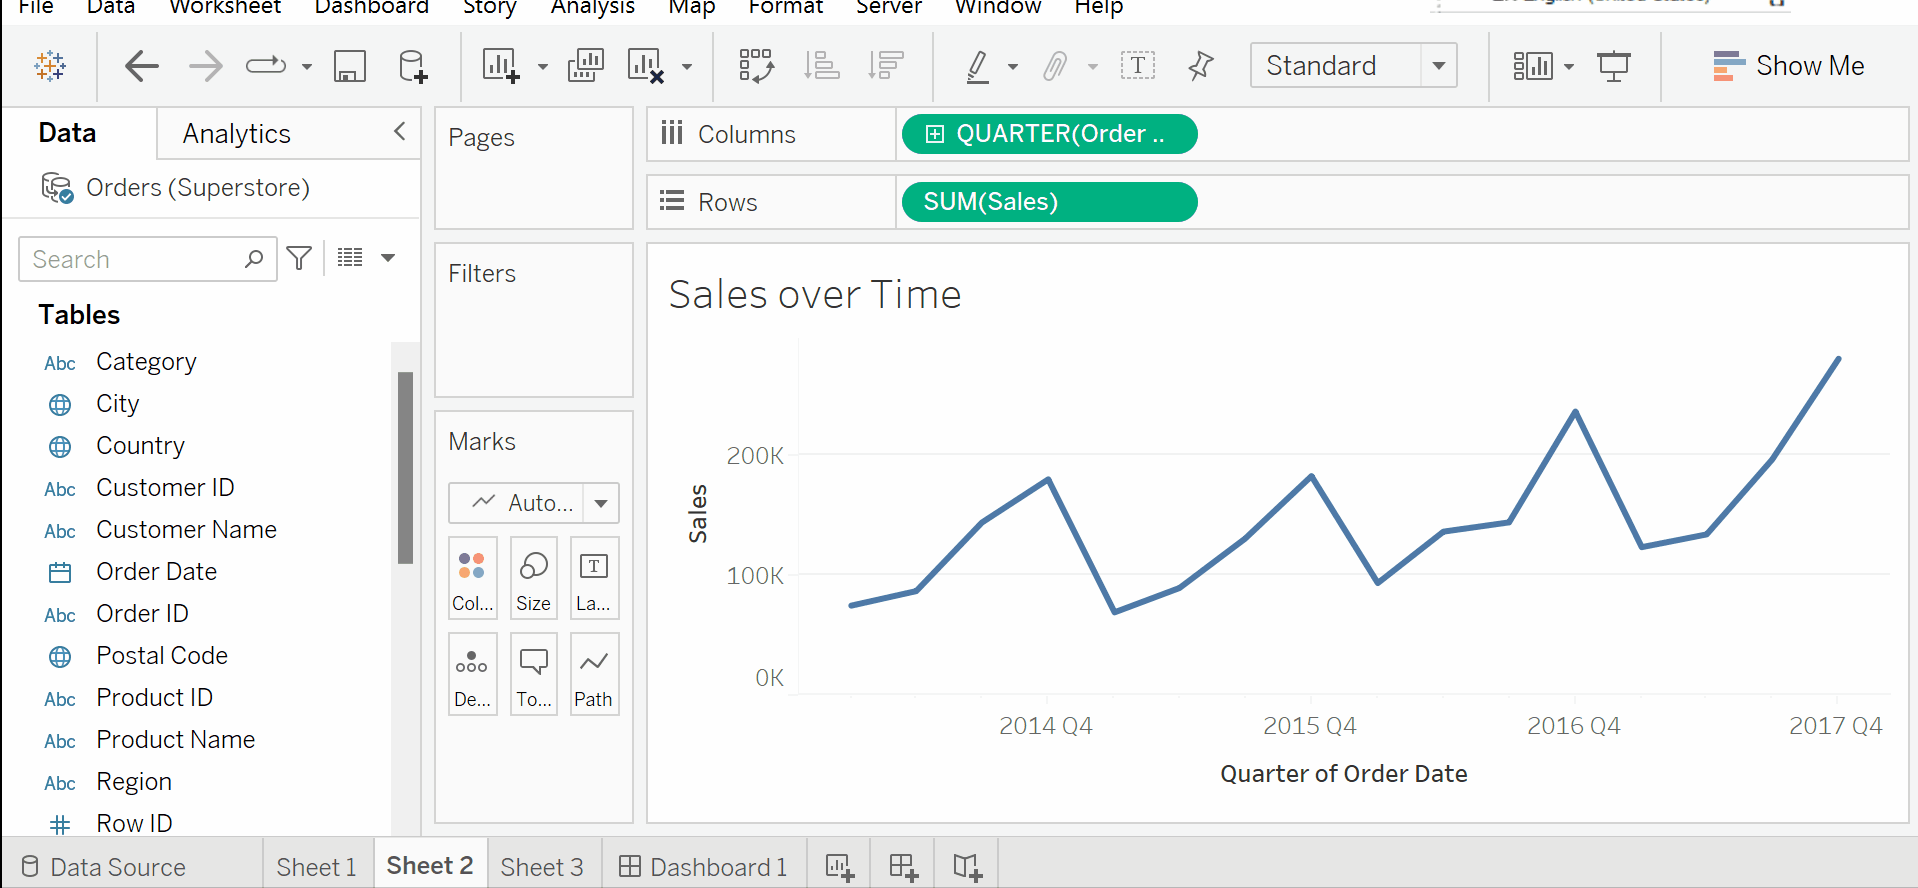 File Data Worksheet Dashboard Story Analysis Map Format Server Window Help
Standard
Show Me
Data Analytics
Orders (Superstore)
Search
Tables
Abc Category
City
Country
Abc Customer ID
Abc Customer Name
Order Date
Abc Order ID
Postal Code
Abc Product ID
Abc Product Name
Abc Region
Row ID
Pages
Filters
Marks
Auto...
Col... Size La...
De... To... Path
Columns QUARTER(Order ..
Rows SUM(Sales)
Sales over Time
Sales
200K
100K
0K
2014 Q4 2015 Q4 2016 Q4 2017 Q4
Quarter of Order Date
Data Source Sheet 1 Sheet 2 Sheet 3 Dashboard 1